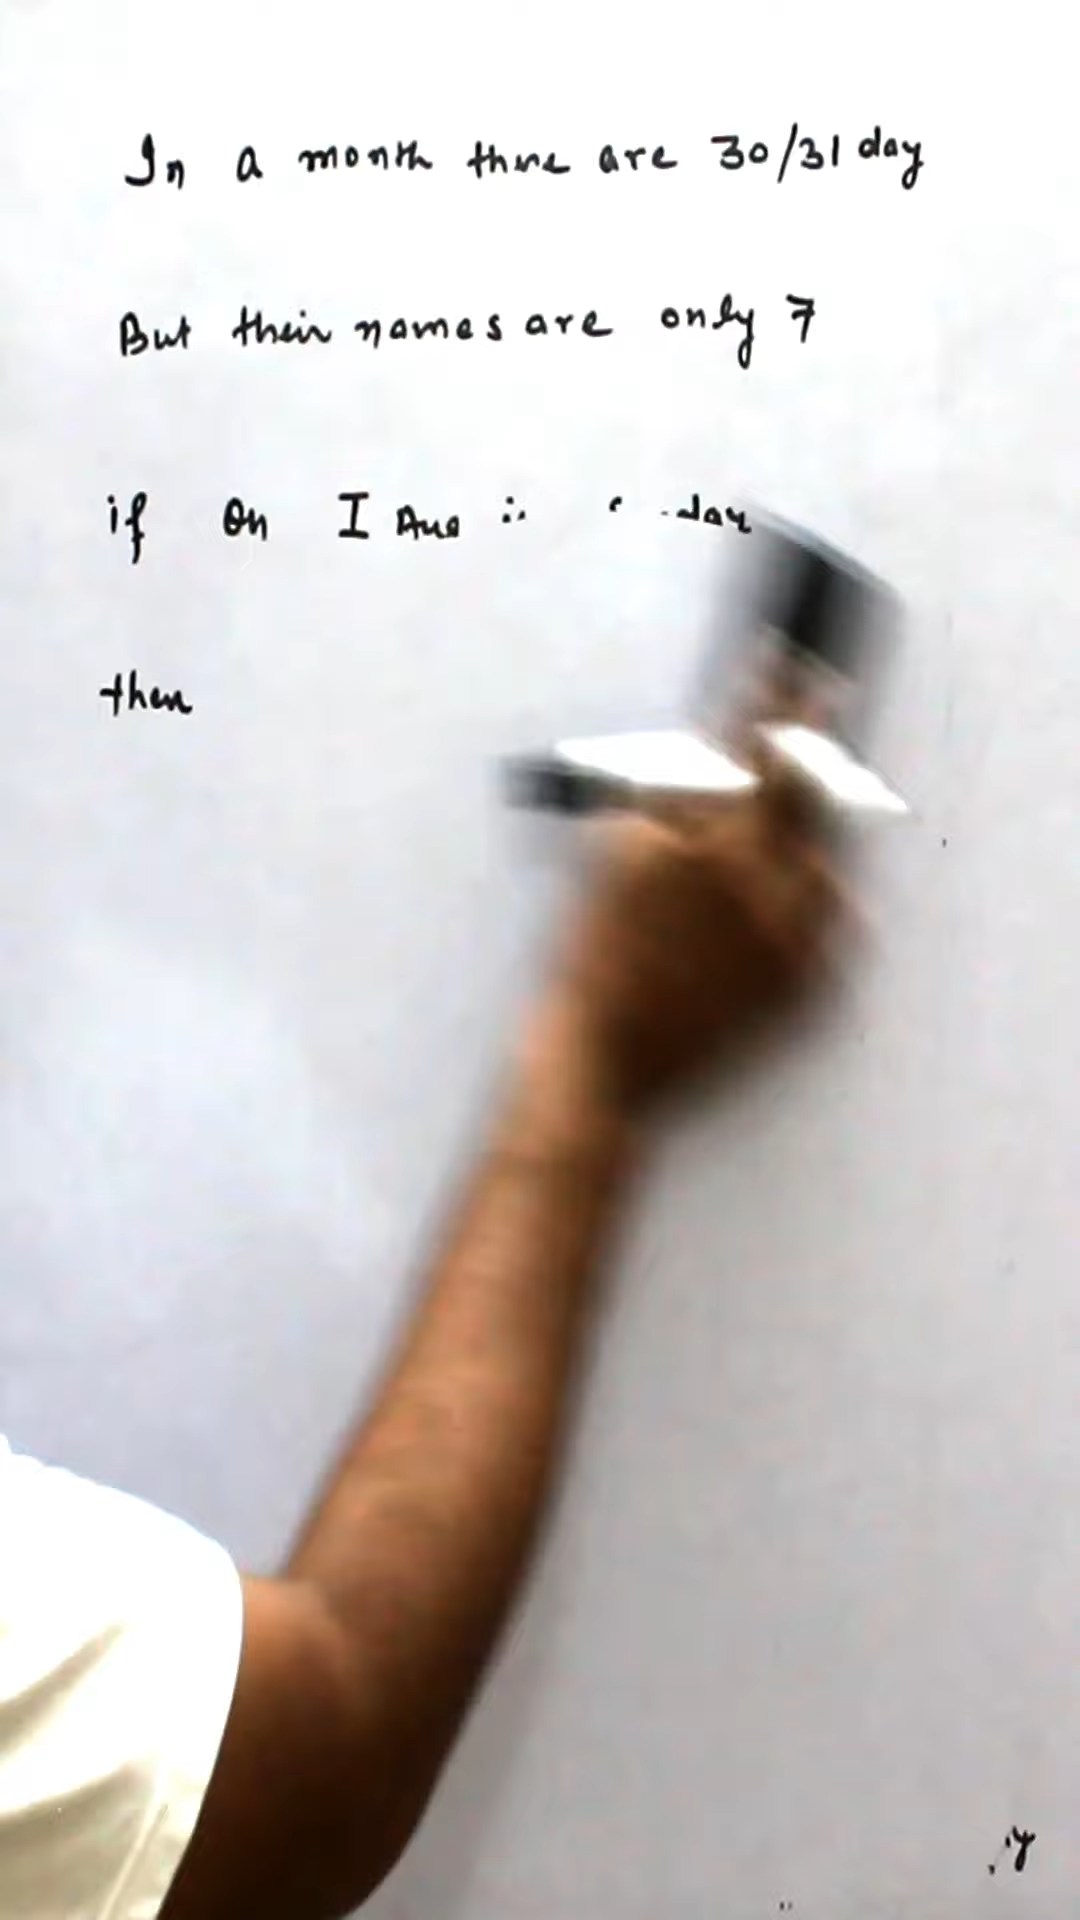 In a month there are 30/31 day
But their names are only 7
if on I Aug
then